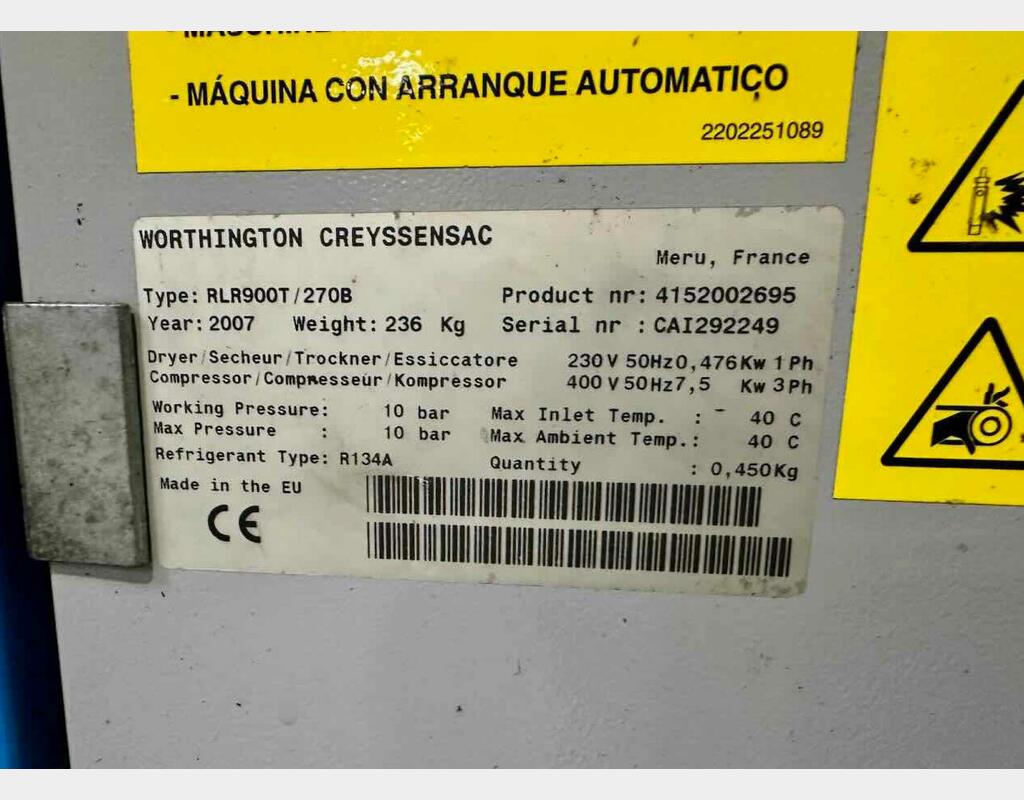 - MÁQUINA CON ARRANQUE AUTOMATICO
2202251089
WORTHINGTON CREYSSENSAC
Meru, France
Type: RLR900T/270B Product nr: 4152002695
Year: 2007 Weight: 236 Kg Serial nr : CAI292249
Dryer/Secheur/Trockner/Essiccatore 230V 50Hz 0,476Kw 1Ph
Compressor/Compresseur/Kompressor 400V 50Hz 7,5 Kw 3Ph
Working Pressure: 10 bar Max Inlet Temp. : 40 C
Max Pressure : 10 bar Max Ambient Temp.: 40 C
Refrigerant Type: R134A Quantity : 0,450Kg
Made in the EU
CE